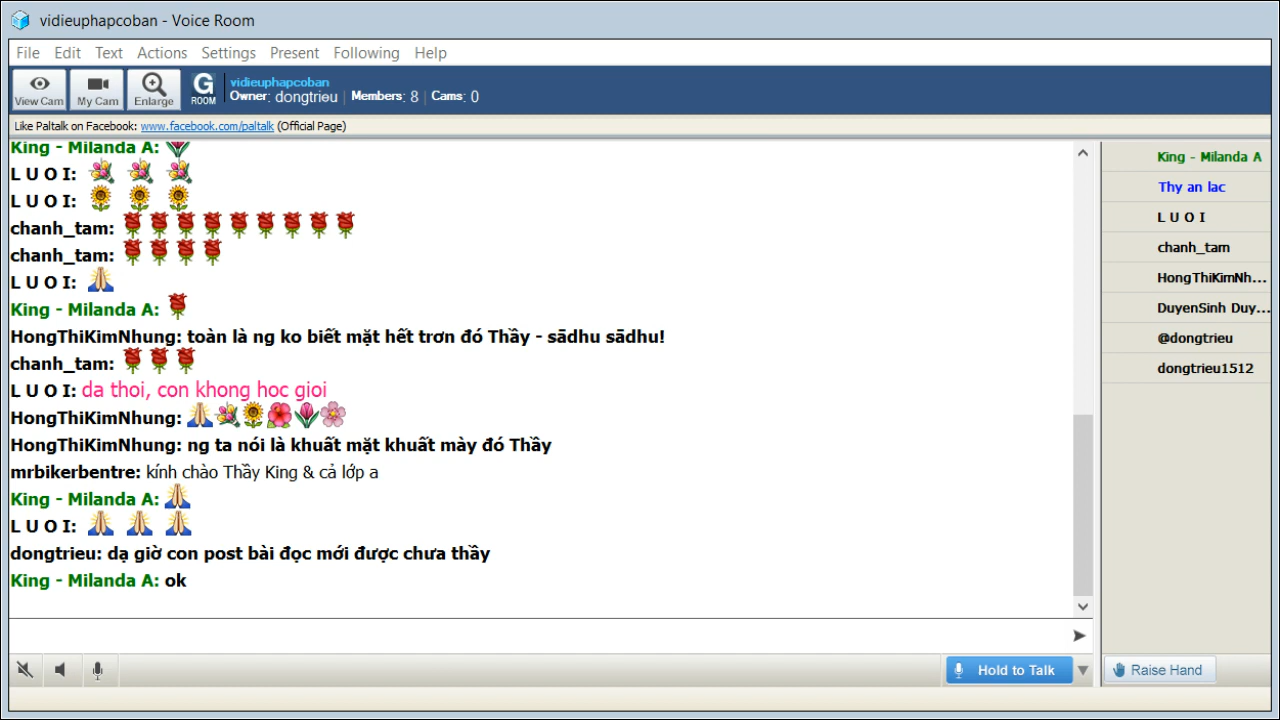 vidieuphapcoban - Voice Room
File Edit Text Actions Settings Present Following Help
View Cam My Cam Enlarge G ROOM
vidieuphapcoban
Owner: dongtrieu | Members: 8 | Cams: 0
Like Paltalk on Facebook: www.facebook.com/paltalk (Official Page)
King - Milanda A:
L U O I:
L U O I:
chanh_tam:
chanh_tam:
L U O I:
King - Milanda A:
HongThiKimNhung: toàn là ng ko biết mặt hết trơn đó Thầy - sādhu sādhu!
chanh_tam:
L U O I: da thoi, con khong hoc gioi
HongThiKimNhung:
HongThiKimNhung: ng ta nói là khuất mặt khuất mày đó Thầy
mrbikerbentre: kính chào Thầy King & cả lớp a
King - Milanda A:
L U O I:
dongtrieu: dạ giờ con post bài đọc mới được chưa thầy
King - Milanda A: ok
King - Milanda A
Thy an lac
L U O I
chanh_tam
HongThiKimNh...
DuyenSinh Duy...
@dongtrieu
dongtrieu1512
Hold to Talk
Raise Hand